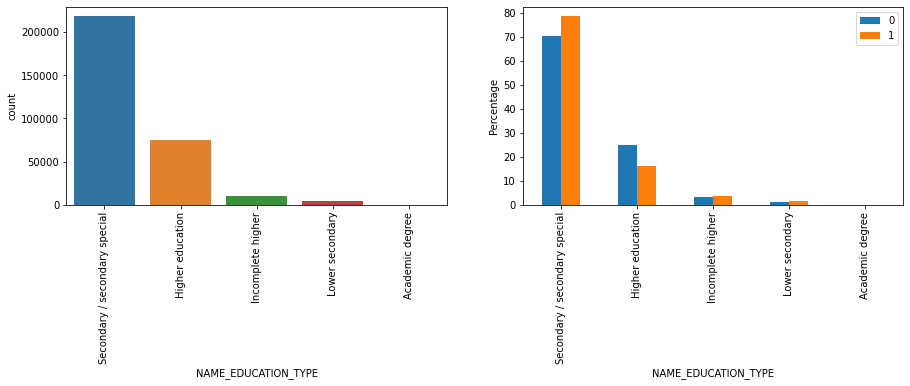 200000
150000
100000
50000
0
count
Secondary / secondary special
Higher education
Incomplete higher
Lower secondary
Academic degree
NAME_EDUCATION_TYPE
80
70
60
50
40
30
20
10
0
Percentage
0
1
Secondary / secondary special
Higher education
Incomplete higher
Lower secondary
Academic degree
NAME_EDUCATION_TYPE